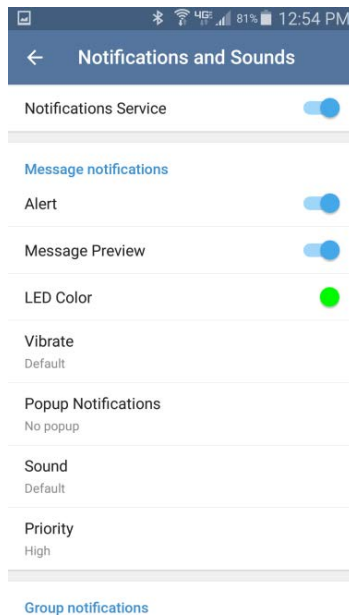 4GE 81% 12:54 PM
Notifications and Sounds
Notifications Service
Message notifications
Alert
Message Preview
LED Color
Vibrate
Default
Popup Notifications
No popup
Sound
Default
Priority
High
Group notifications